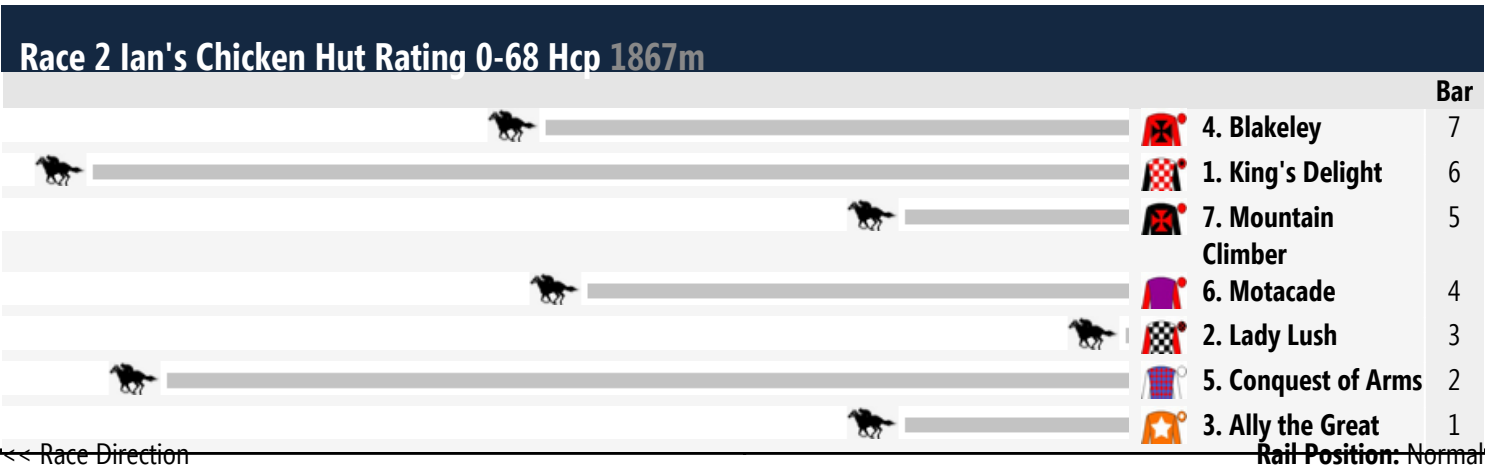 Race 2 Ian's Chicken Hut Rating 0-68 Hcp 1867m
Bar
4. Blakeley 7
1. King's Delight 6
7. Mountain 5
Climber
6. Motacade 4
2. Lady Lush 3
5. Conquest of Arms 2
3. Ally the Great 1
<< Race Direction Rail Position: Normal